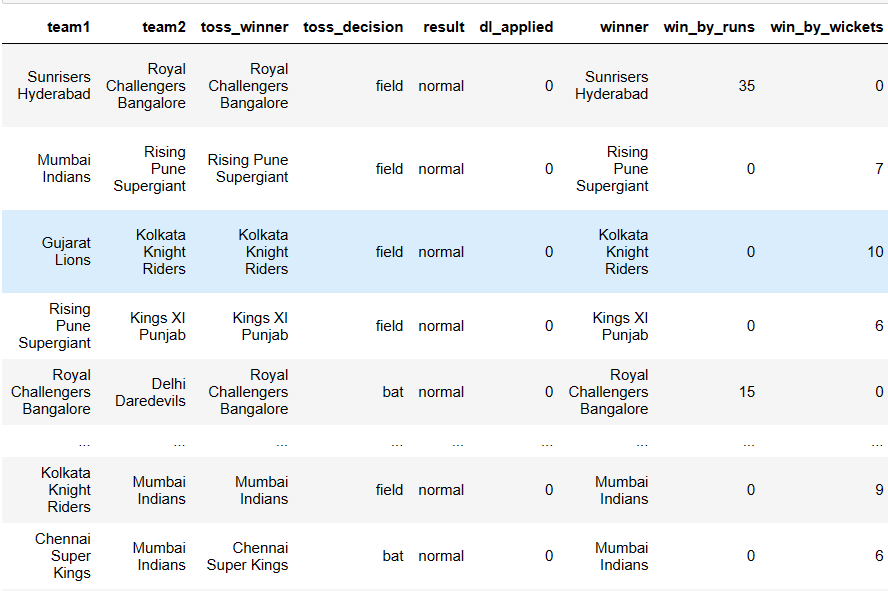 team1 team2 toss_winner toss_decision result dl_applied winner win_by_runs win_by_wickets
Sunrisers Hyderabad Royal Challengers Bangalore Royal Challengers Bangalore field normal 0 Sunrisers Hyderabad 35 0
Mumbai Indians Rising Pune Supergiant Rising Pune Supergiant field normal 0 Rising Pune Supergiant 0 7
Gujarat Lions Kolkata Knight Riders Kolkata Knight Riders field normal 0 Kolkata Knight Riders 0 10
Rising Pune Supergiant Kings XI Punjab Kings XI Punjab field normal 0 Kings XI Punjab 0 6
Royal Challengers Bangalore Delhi Daredevils Royal Challengers Bangalore bat normal 0 Royal Challengers Bangalore 15 0
... ... ... ... ... ... ... ... ...
Kolkata Knight Riders Mumbai Indians Mumbai Indians field normal 0 Mumbai Indians 0 9
Chennai Super Kings Mumbai Indians Chennai Super Kings bat normal 0 Mumbai Indians 0 6